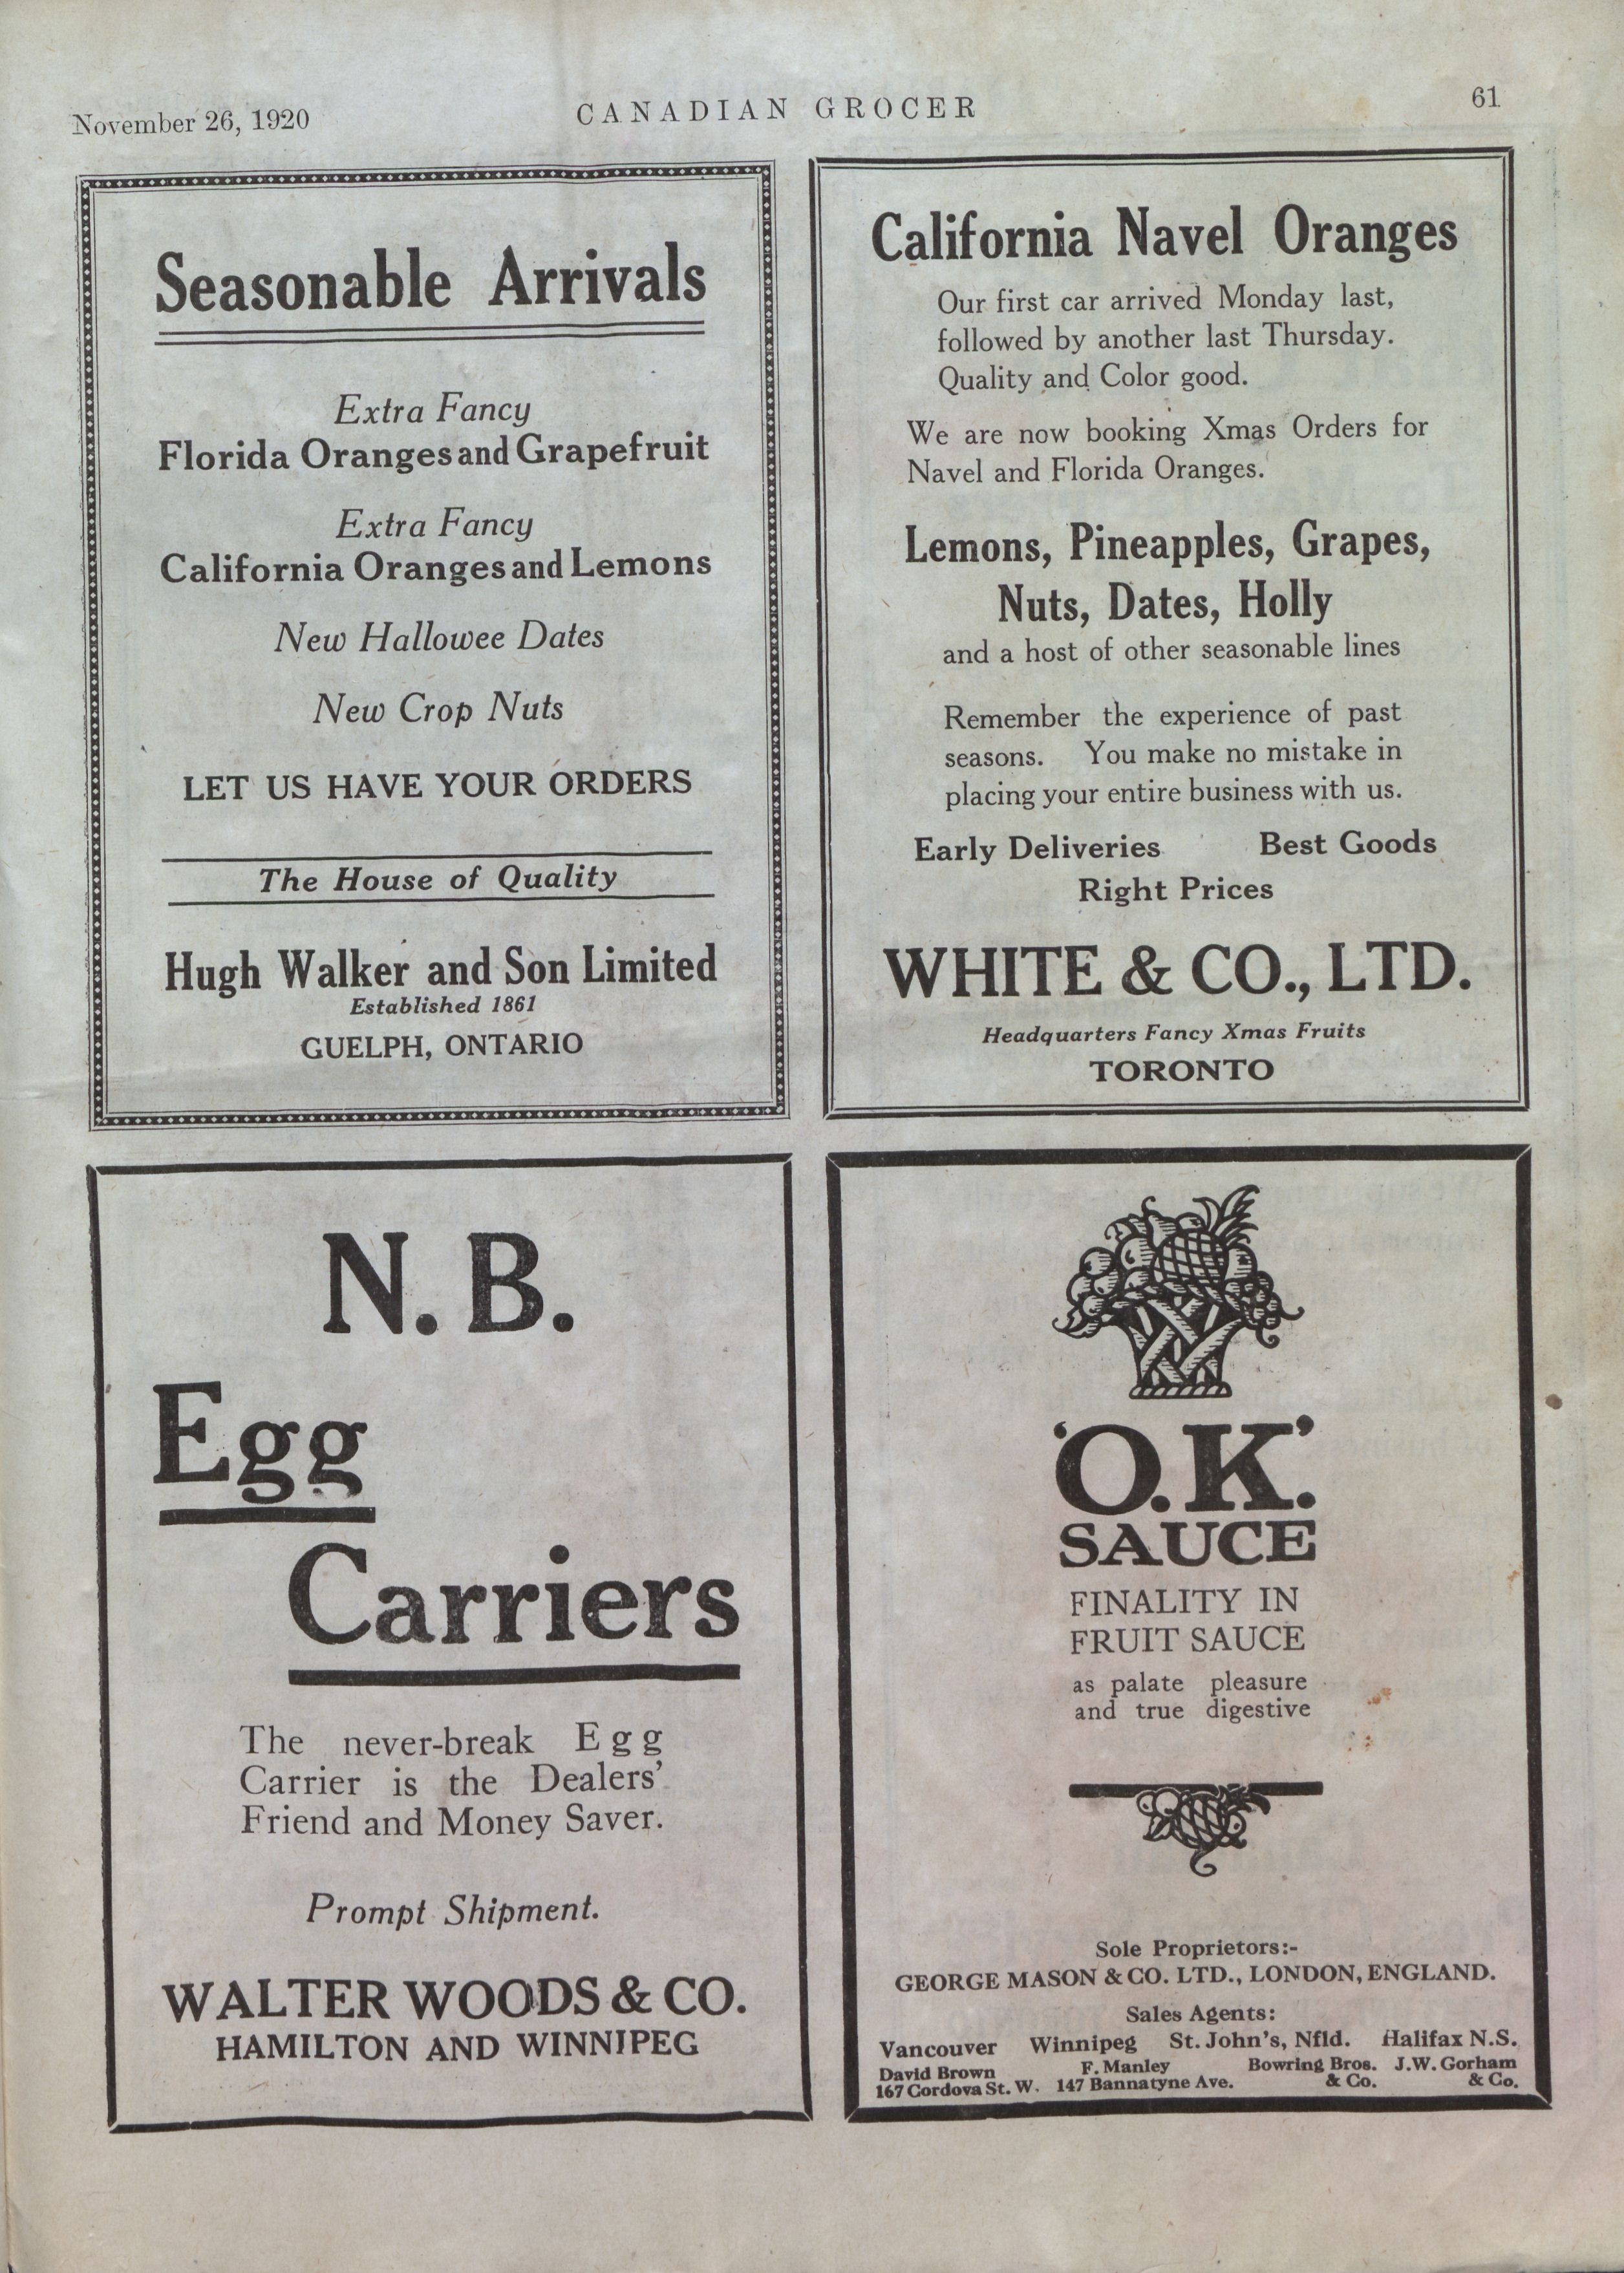 November 26, 1920
CANADIAN GROCER
61
Seasonable Arrivals
Extra Fancy
Florida Oranges and Grapefruit
Extra Fancy
California Oranges and Lemons
New Hallowee Dates
New Crop Nuts
LET US HAVE YOUR ORDERS
The House of Quality
Hugh Walker and Son Limited
Established 1861
GUELPH, ONTARIO
California Navel Oranges
Our first car arrived Monday last,
followed by another last Thursday.
Quality and Color good.
We are now booking Xmas Orders for
Navel and Florida Oranges.
Lemons, Pineapples, Grapes,
Nuts, Dates, Holly
and a host of other seasonable lines
Remember the experience of past
seasons. You make no mistake in
placing your entire business with us.
Early Deliveries Best Goods
Right Prices
WHITE & CO., LTD.
Headquarters Fancy Xmas Fruits
TORONTO
N. B.
Egg
Carriers
The never-break Egg
Carrier is the Dealers'
Friend and Money Saver.
Prompt Shipment.
WALTER WOODS & CO.
HAMILTON AND WINNIPEG
'O.K.'
SAUCE
FINALITY IN
FRUIT SAUCE
as palate pleasure
and true digestive
Sole Proprietors:-
GEORGE MASON & CO. LTD., LONDON, ENGLAND.
Sales Agents:
Vancouver Winnipeg St. John's, Nfld. Halifax N.S.
David Brown F. Manley Bowring Bros. J.W. Gorham
167 Cordova St. W. 147 Bannatyne Ave. & Co. & Co.